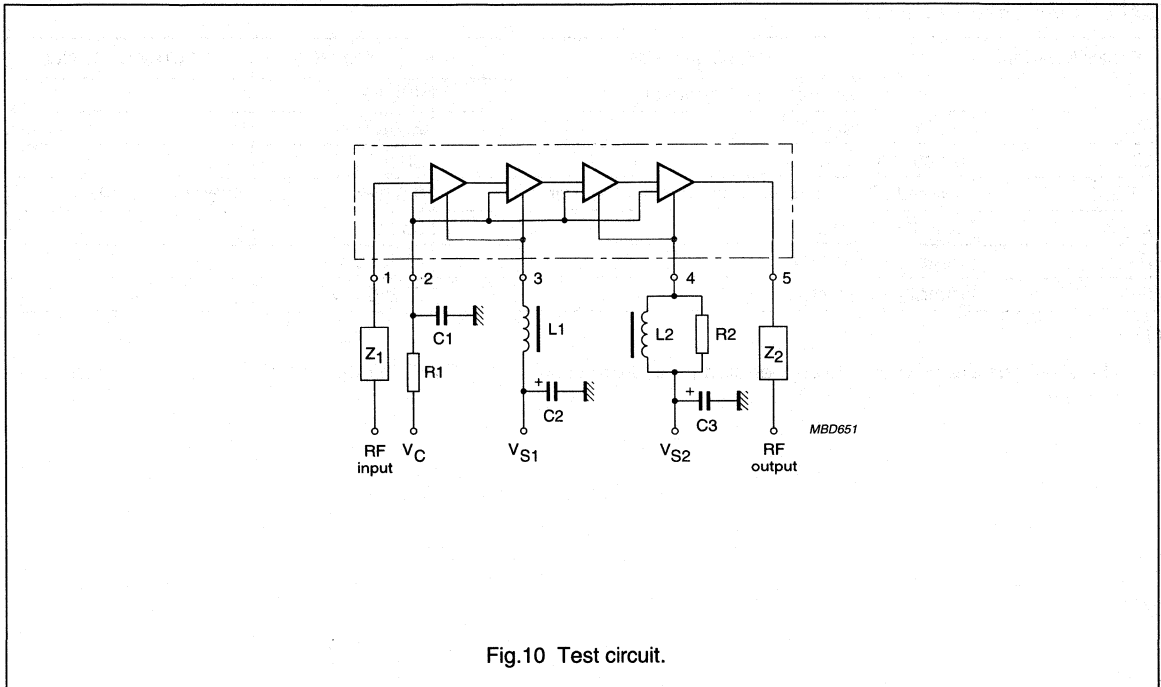 1 2 3 4 5
Z1 C1 R1 L1 L2 R2 Z2
+ C2 + C3
MBD651
RF input VC VS1 VS2 RF output
Fig.10 Test circuit.